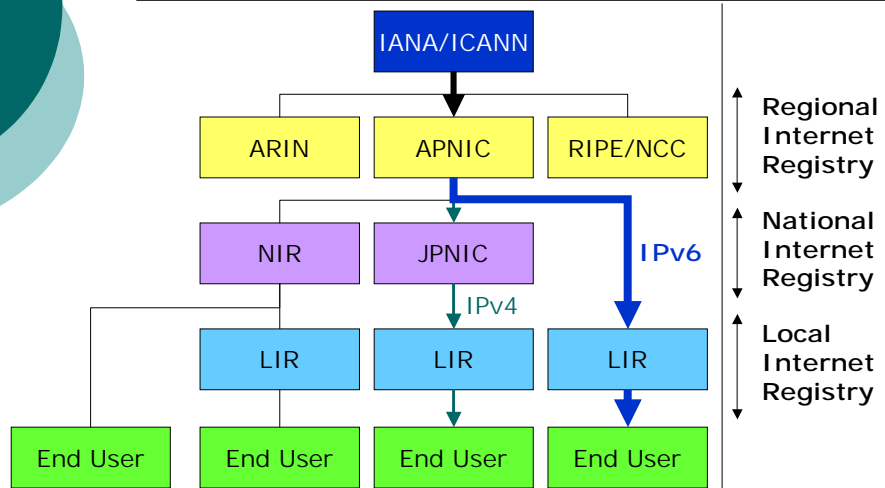 IANA/ICANN
ARIN
APNIC
RIPE/NCC
Regional
Internet
Registry
NIR
JPNIC
IPv6
National
Internet
Registry
IPv4
LIR
LIR
LIR
Local
Internet
Registry
End User
End User
End User
End User